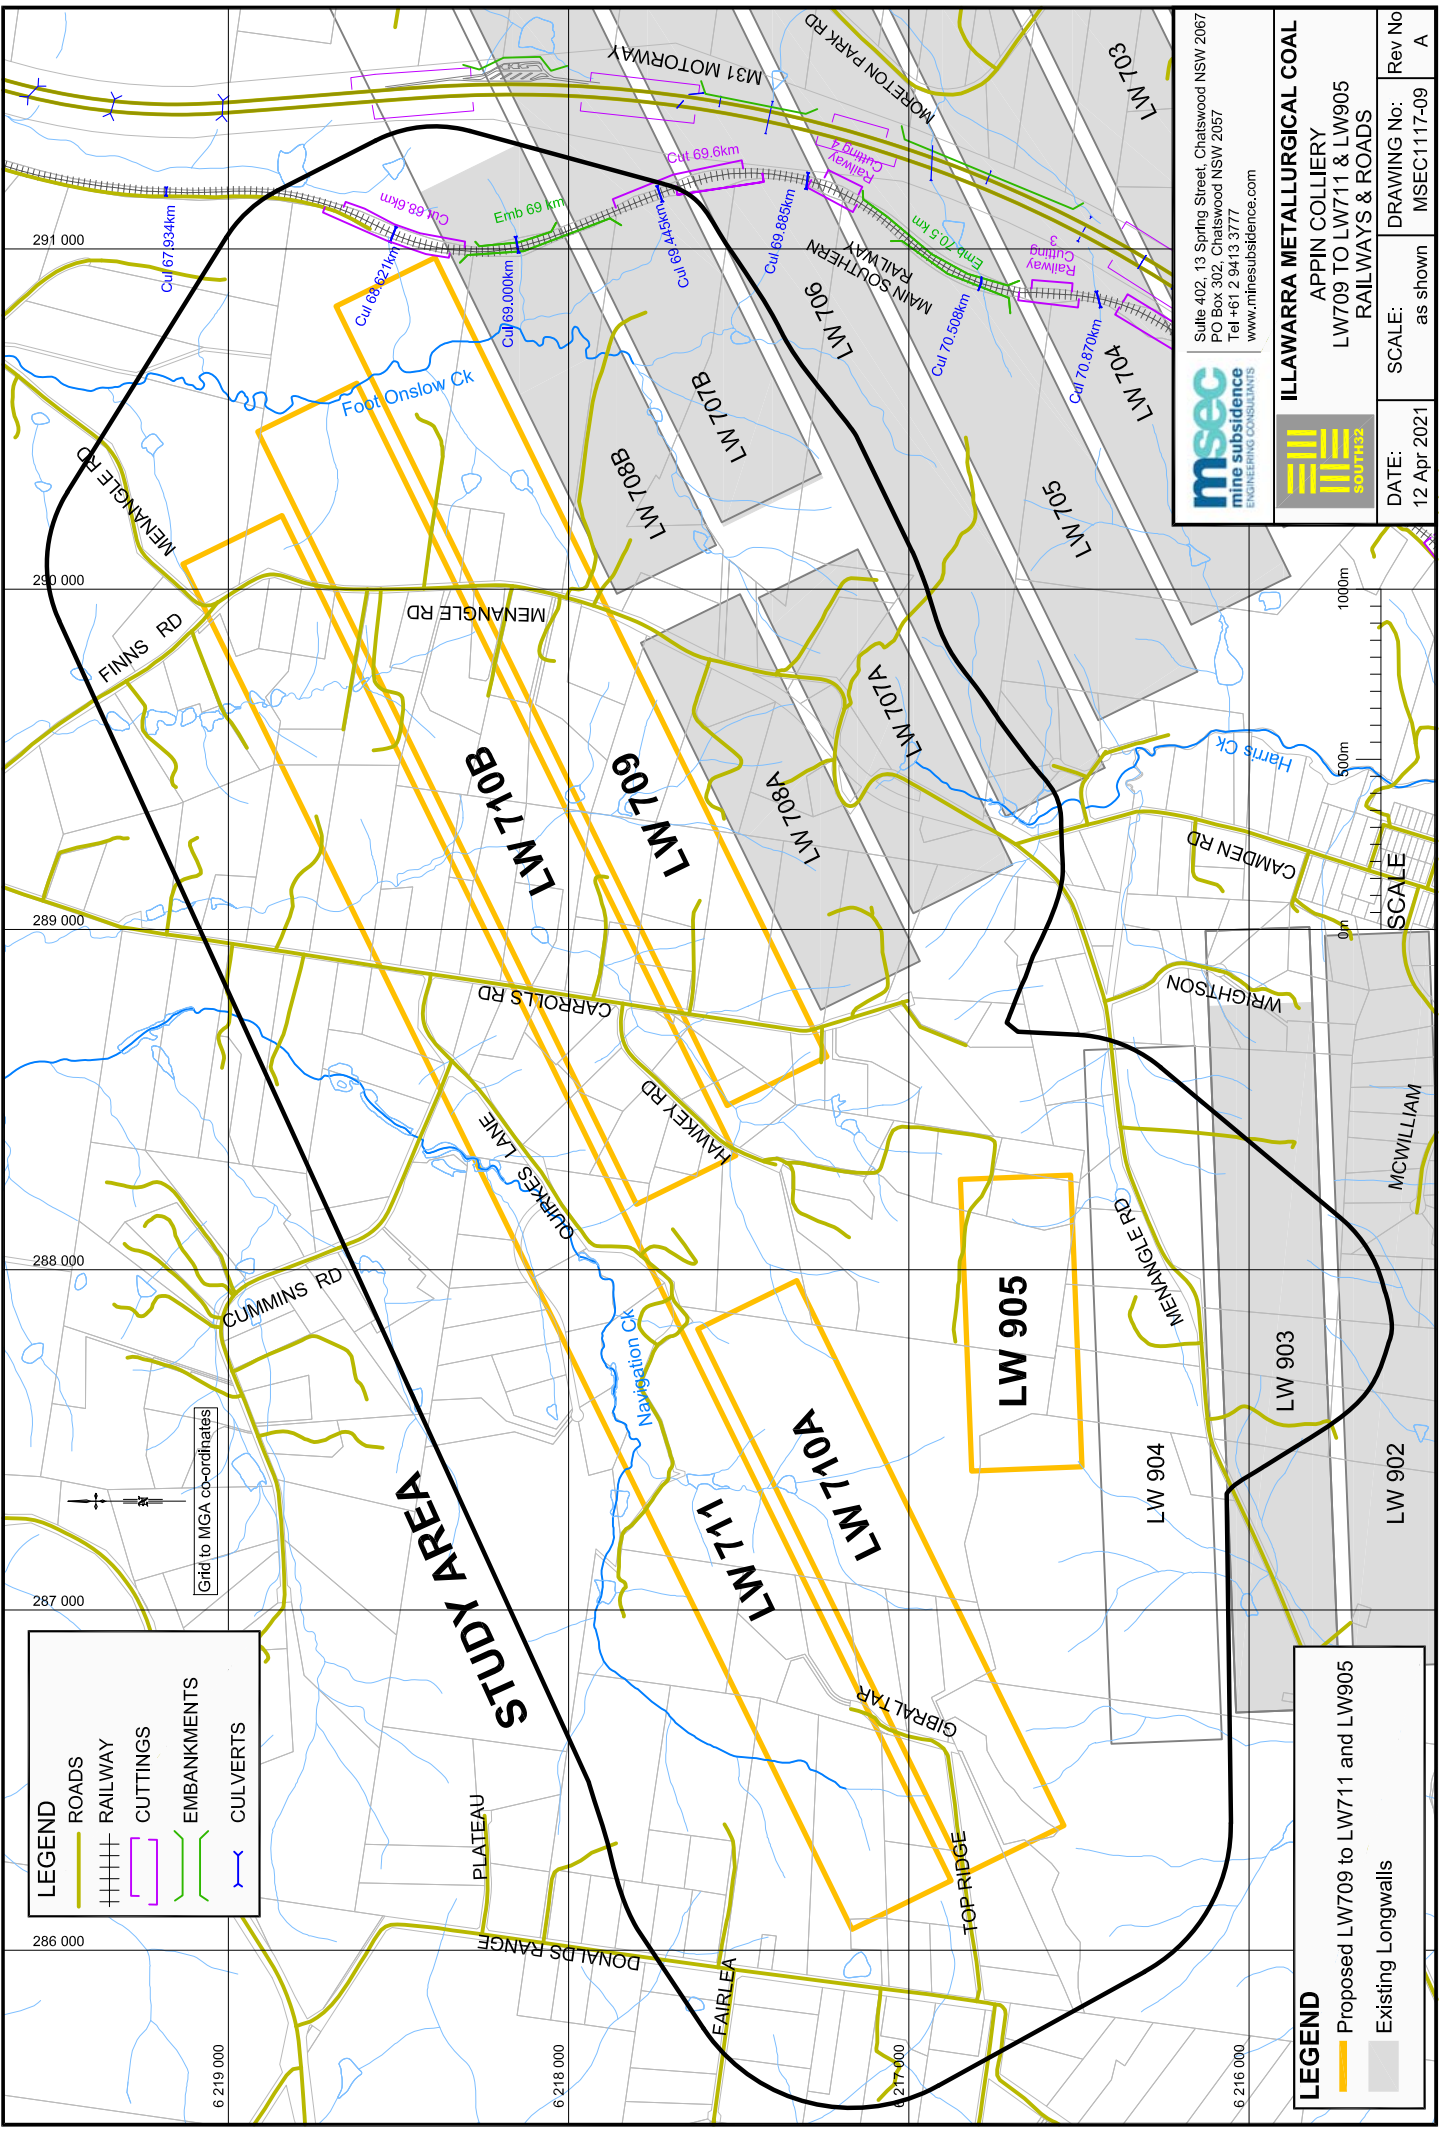 LEGEND
ROADS
RAILWAY
CUTTINGS
EMBANKMENTS
CULVERTS
Grid to MGA co-ordinates
N
6 219 000
6 218 000
6 217 000
6 216 000
286 000
287 000
288 000
289 000
290 000
291 000
STUDY AREA
LW 709
LW 710B
LW 710A
LW 711
LW 905
LW 904
LW 903
LW 902
LW 708A
LW 707A
LW 708B
LW 707B
LW 706
LW 705
LW 704
LW 703
FINNS RD
MENANGLE RD
MENANGLE RD
MENANGLE RD
CARROLLS RD
HAWKEY RD
QUIRKES LANE
CUMMINS RD
PLATEAU
DONALDS RANGE
FAIRLEA
TOP RIDGE
GIBRALTAR
CAMDEN RD
WRIGHTSON
MCWILLIAM
M31 MOTORWAY
MORETON PARK RD
MAIN SOUTHERN
RAILWAY
Foot Onslow Ck
Navigation Ck
Harris Ck
Cul 67.934km
Cul 68.621km
Cul 69.000km
Cul 69.445km
Cul 69.885km
Cul 70.508km
Cul 70.870km
Cut 68.6km
Cut 69.6km
Emb 69 km
Emb 70.5 km
Railway
Cutting 4
Railway
Cutting
3
0m
500m
1000m
SCALE
LEGEND
Proposed LW709 to LW711 and LW905
Existing Longwalls
msec
mine subsidence
ENGINEERING CONSULTANTS
Suite 402, 13 Spring Street, Chatswood NSW 2067
PO Box 302, Chatswood NSW 2057
Tel +61 2 9413 3777
www.minesubsidence.com
SOUTH32
ILLAWARRA METALLURGICAL COAL
APPIN COLLIERY
LW709 TO LW711 & LW905
RAILWAYS & ROADS
DATE:
12 Apr 2021
SCALE:
as shown
DRAWING No:
MSEC1117-09
Rev No
A